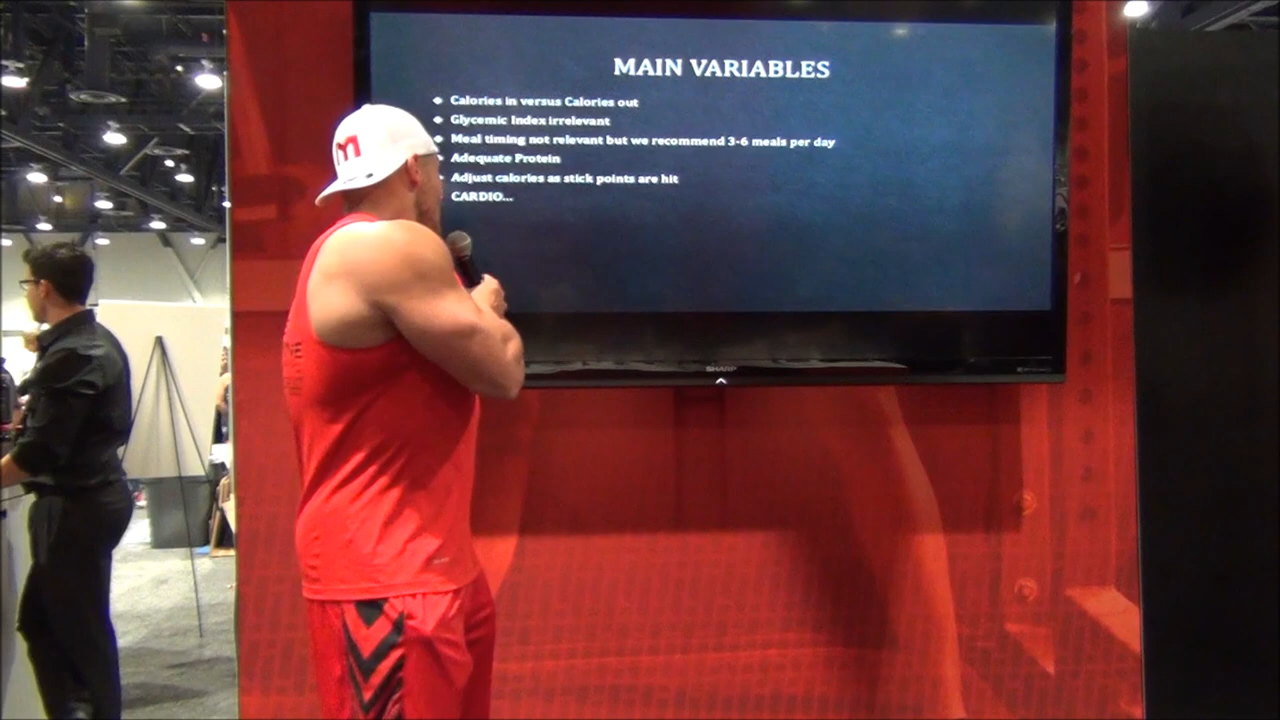 MAIN VARIABLES
Calories in versus Calories out
Glycemic Index irrelevant
Meal timing not relevant but we recommend 3-6 meals per day
Adequate Protein
Adjust calories as stick points are hit
CARDIO...
m
SHARP